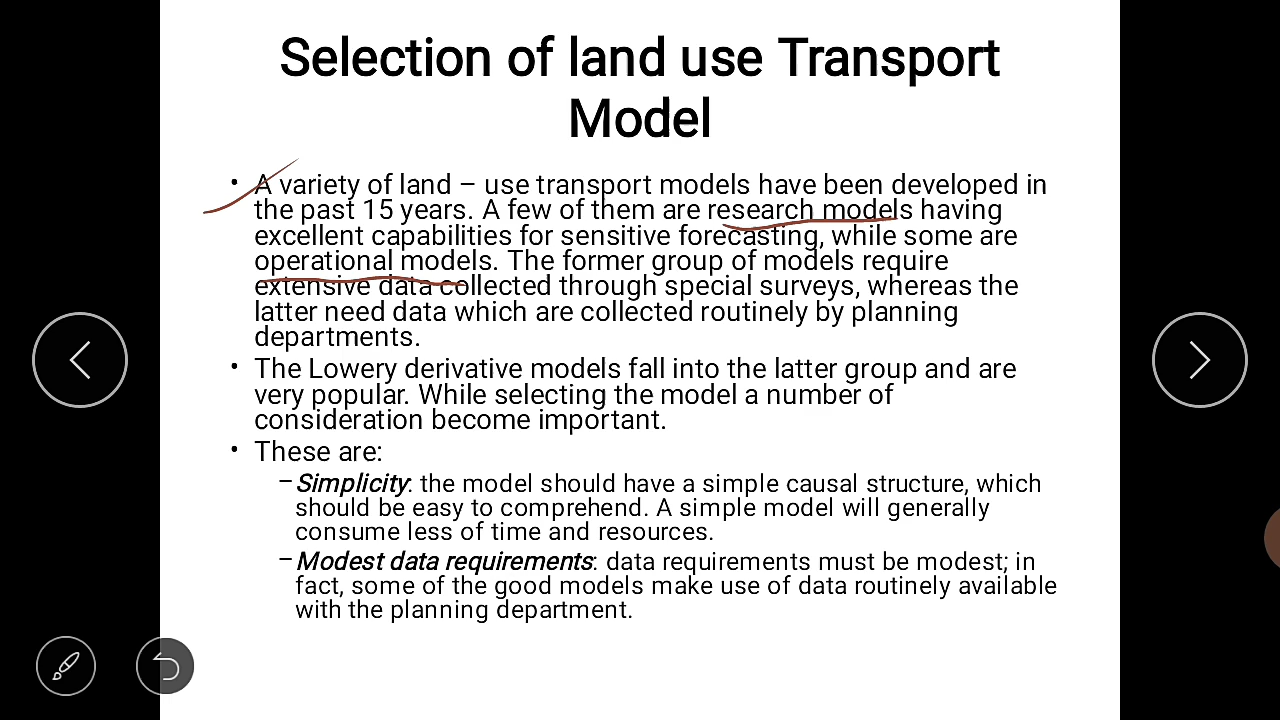 Selection of land use Transport
Model
• A variety of land – use transport models have been developed in
the past 15 years. A few of them are research models having
excellent capabilities for sensitive forecasting, while some are
operational models. The former group of models require
extensive data collected through special surveys, whereas the
latter need data which are collected routinely by planning
departments.
• The Lowery derivative models fall into the latter group and are
very popular. While selecting the model a number of
consideration become important.
• These are:
– Simplicity: the model should have a simple causal structure, which
should be easy to comprehend. A simple model will generally
consume less of time and resources.
– Modest data requirements: data requirements must be modest; in
fact, some of the good models make use of data routinely available
with the planning department.